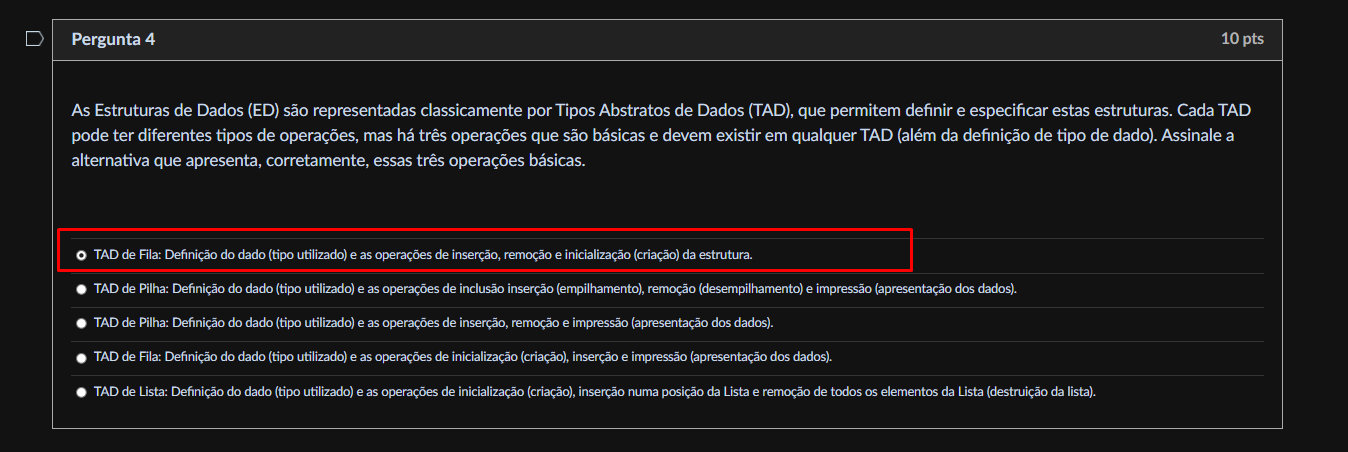 Pergunta 4
10 pts
As Estruturas de Dados (ED) são representadas classicamente por Tipos Abstratos de Dados (TAD), que permitem definir e especificar estas estruturas. Cada TAD
pode ter diferentes tipos de operações, mas há três operações que são básicas e devem existir em qualquer TAD (além da definição de tipo de dado). Assinale a
alternativa que apresenta, corretamente, essas três operações básicas.
TAD de Fila: Definição do dado (tipo utilizado) e as operações de inserção, remoção e inicialização (criação) da estrutura.
TAD de Pilha: Definição do dado (tipo utilizado) e as operações de inclusão inserção (empilhamento), remoção (desempilhamento) e impressão (apresentação dos dados).
TAD de Pilha: Definição do dado (tipo utilizado) e as operações de inserção, remoção e impressão (apresentação dos dados).
TAD de Fila: Definição do dado (tipo utilizado) e as operações de inicialização (criação), inserção e impressão (apresentação dos dados).
TAD de Lista: Definição do dado (tipo utilizado) e as operações de inicialização (criação), inserção numa posição da Lista e remoção de todos os elementos da Lista (destruição da lista).